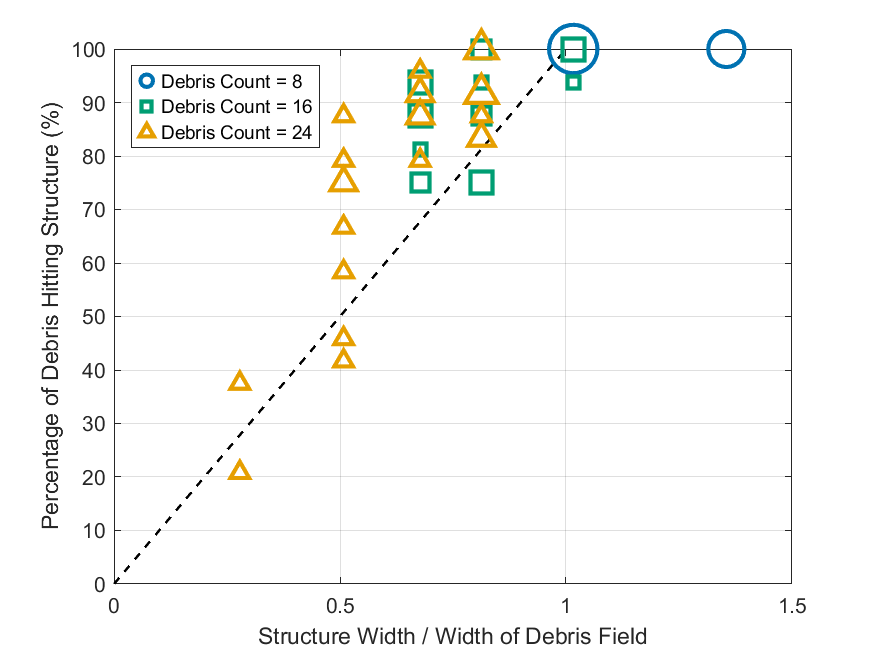 Debris Count = 8
Debris Count = 16
Debris Count = 24
Percentage of Debris Hitting Structure (%)
100
90
80
70
60
50
40
30
20
10
0
0 0.5 1 1.5
Structure Width / Width of Debris Field